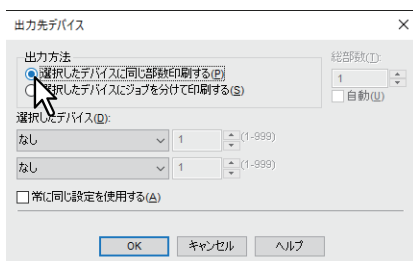 出力先デバイス
出力方法
選択したデバイスに同じ部数印刷する(P)
選択したデバイスにジョブを分けて印刷する(S)
総部数(T):
1
自動(U)
選択したデバイス(D):
なし 1 (1-999)
なし 1 (1-999)
常に同じ設定を使用する(A)
OK キャンセル ヘルプ